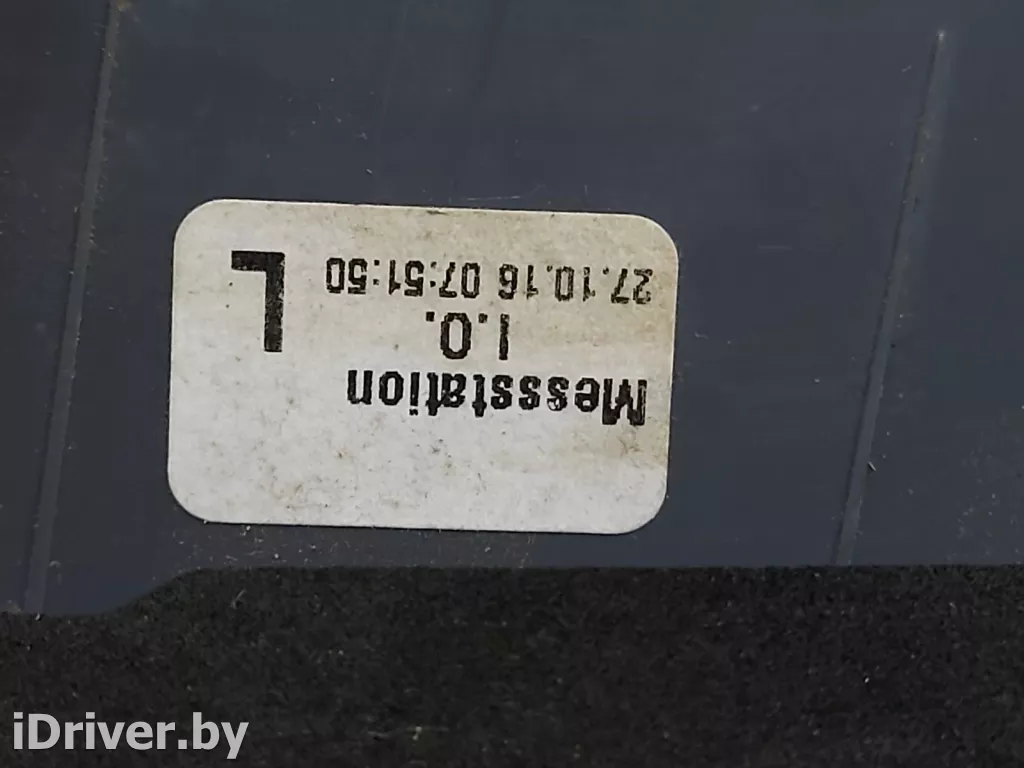 Messstation
I.O.
27.10.16 07:51:50
L
iDriver.by